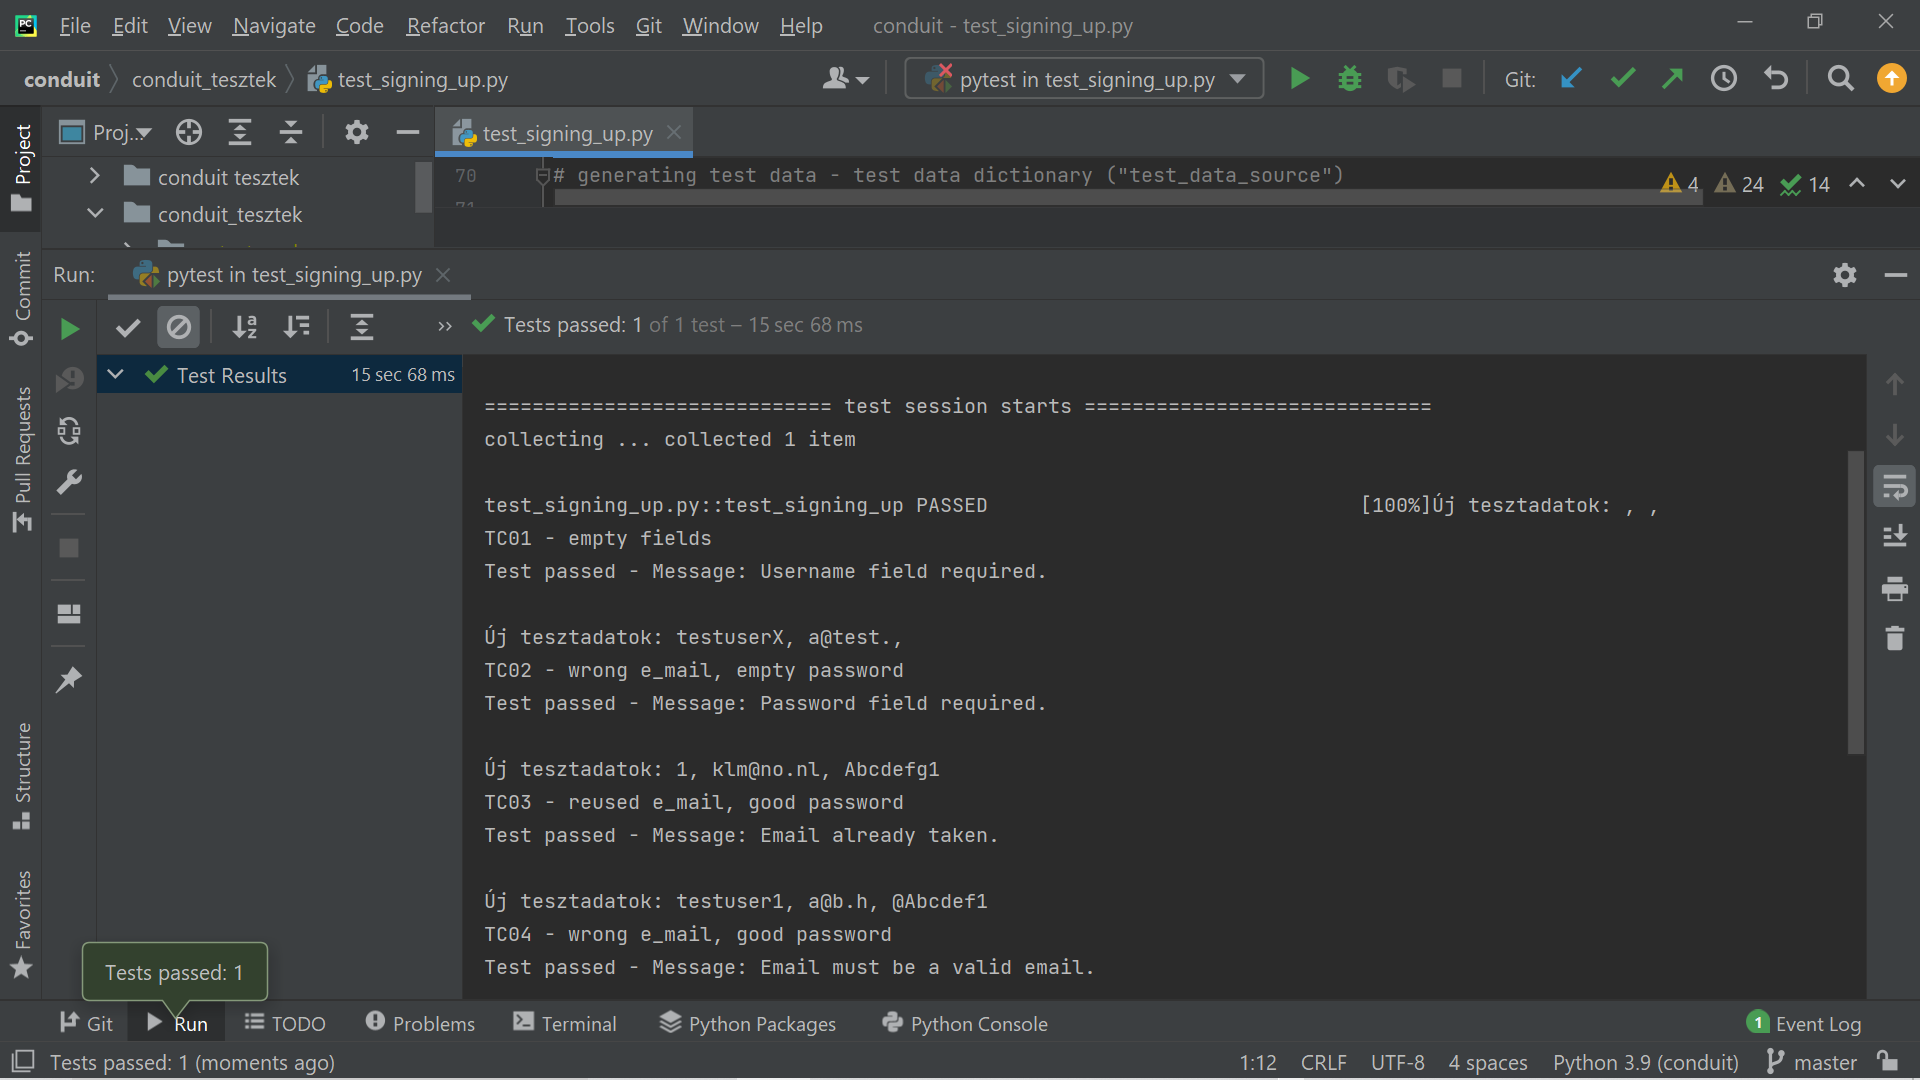 File Edit View Navigate Code Refactor Run Tools Git Window Help conduit - test_signing_up.py
conduit conduit_tesztek test_signing_up.py pytest in test_signing_up.py Git:
Project
Proj... test_signing_up.py
conduit tesztek
conduit_tesztek
70 # generating test data - test data dictionary ("test_data_source")
4 24 14
Run: pytest in test_signing_up.py
Tests passed: 1 of 1 test – 15 sec 68 ms
Test Results 15 sec 68 ms
============================= test session starts =============================
collecting ... collected 1 item
test_signing_up.py::test_signing_up PASSED [100%]Új tesztadatok: , ,
TC01 - empty fields
Test passed - Message: Username field required.
Új tesztadatok: testuserX, a@test.,
TC02 - wrong e_mail, empty password
Test passed - Message: Password field required.
Új tesztadatok: 1, klm@no.nl, Abcdefg1
TC03 - reused e_mail, good password
Test passed - Message: Email already taken.
Új tesztadatok: testuser1, a@b.h, @Abcdef1
TC04 - wrong e_mail, good password
Test passed - Message: Email must be a valid email.
Commit
Pull Requests
Structure
Favorites
Tests passed: 1
Git Run TODO Problems Terminal Python Packages Python Console 1 Event Log
Tests passed: 1 (moments ago) 1:12 CRLF UTF-8 4 spaces Python 3.9 (conduit) master